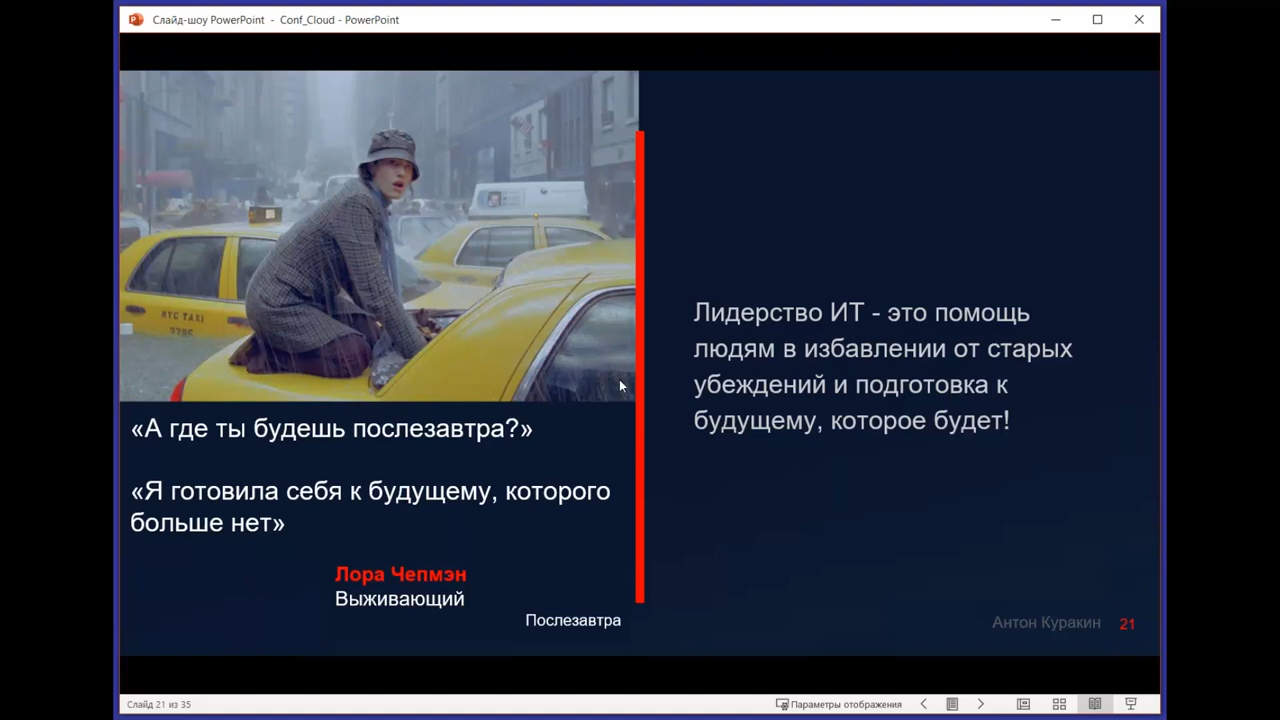 Слайд-шоу PowerPoint - Conf_Cloud - PowerPoint
NYC TAXI
«А где ты будешь послезавтра?»
«Я готовила себя к будущему, которого
больше нет»
Лора Чепмэн
Выживающий
Послезавтра
Лидерство ИТ - это помощь
людям в избавлении от старых
убеждений и подготовка к
будущему, которое будет!
Антон Куракин 21
Слайд 21 из 35
Параметры отображения